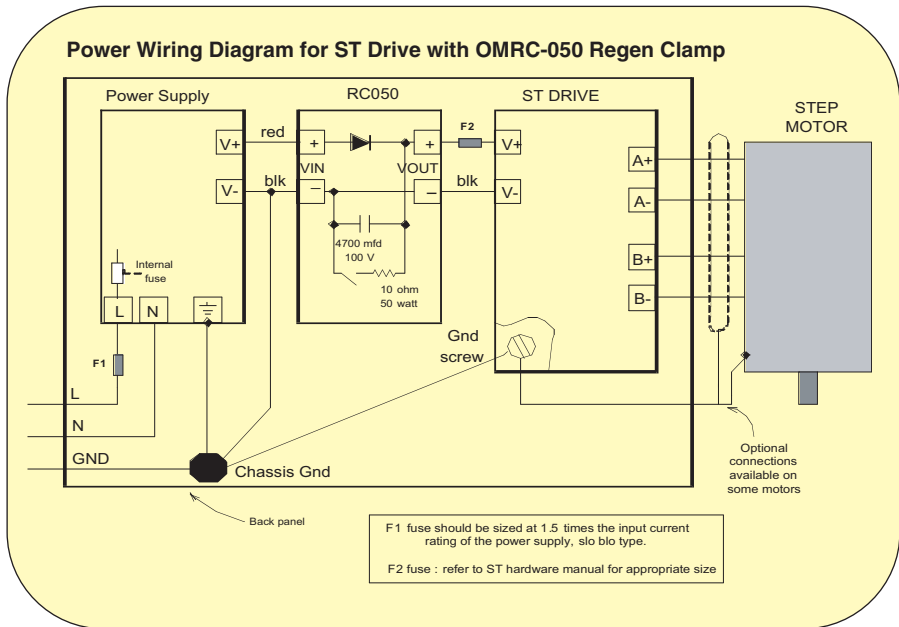 Power Wiring Diagram for ST Drive with OMRC-050 Regen Clamp
Power Supply
RC050
ST DRIVE
STEP
MOTOR
V+
red
+
+
F2
V+
VIN
VOUT
V-
blk
−
−
blk
V-
A+
A-
B+
B-
4700 mfd
100 V
10 ohm
50 watt
Internal
fuse
L
N
Gnd
screw
F1
L
N
GND
Chassis Gnd
Back panel
Optional
connections
available on
some motors
F1 fuse should be sized at 1.5 times the input current
rating of the power supply, slo blo type.
F2 fuse : refer to ST hardware manual for appropriate size